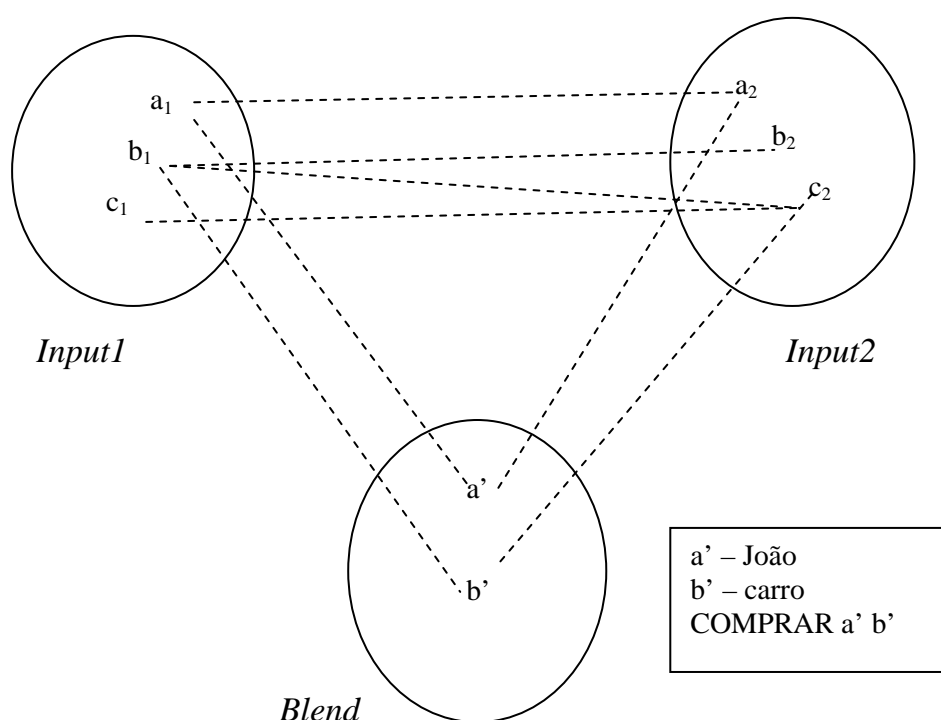 a₁
a₂
b₁
b₂
c₁
c₂
Input1
Input2
a’
b’
a’ – João
b’ – carro
COMPRAR a’ b’
Blend